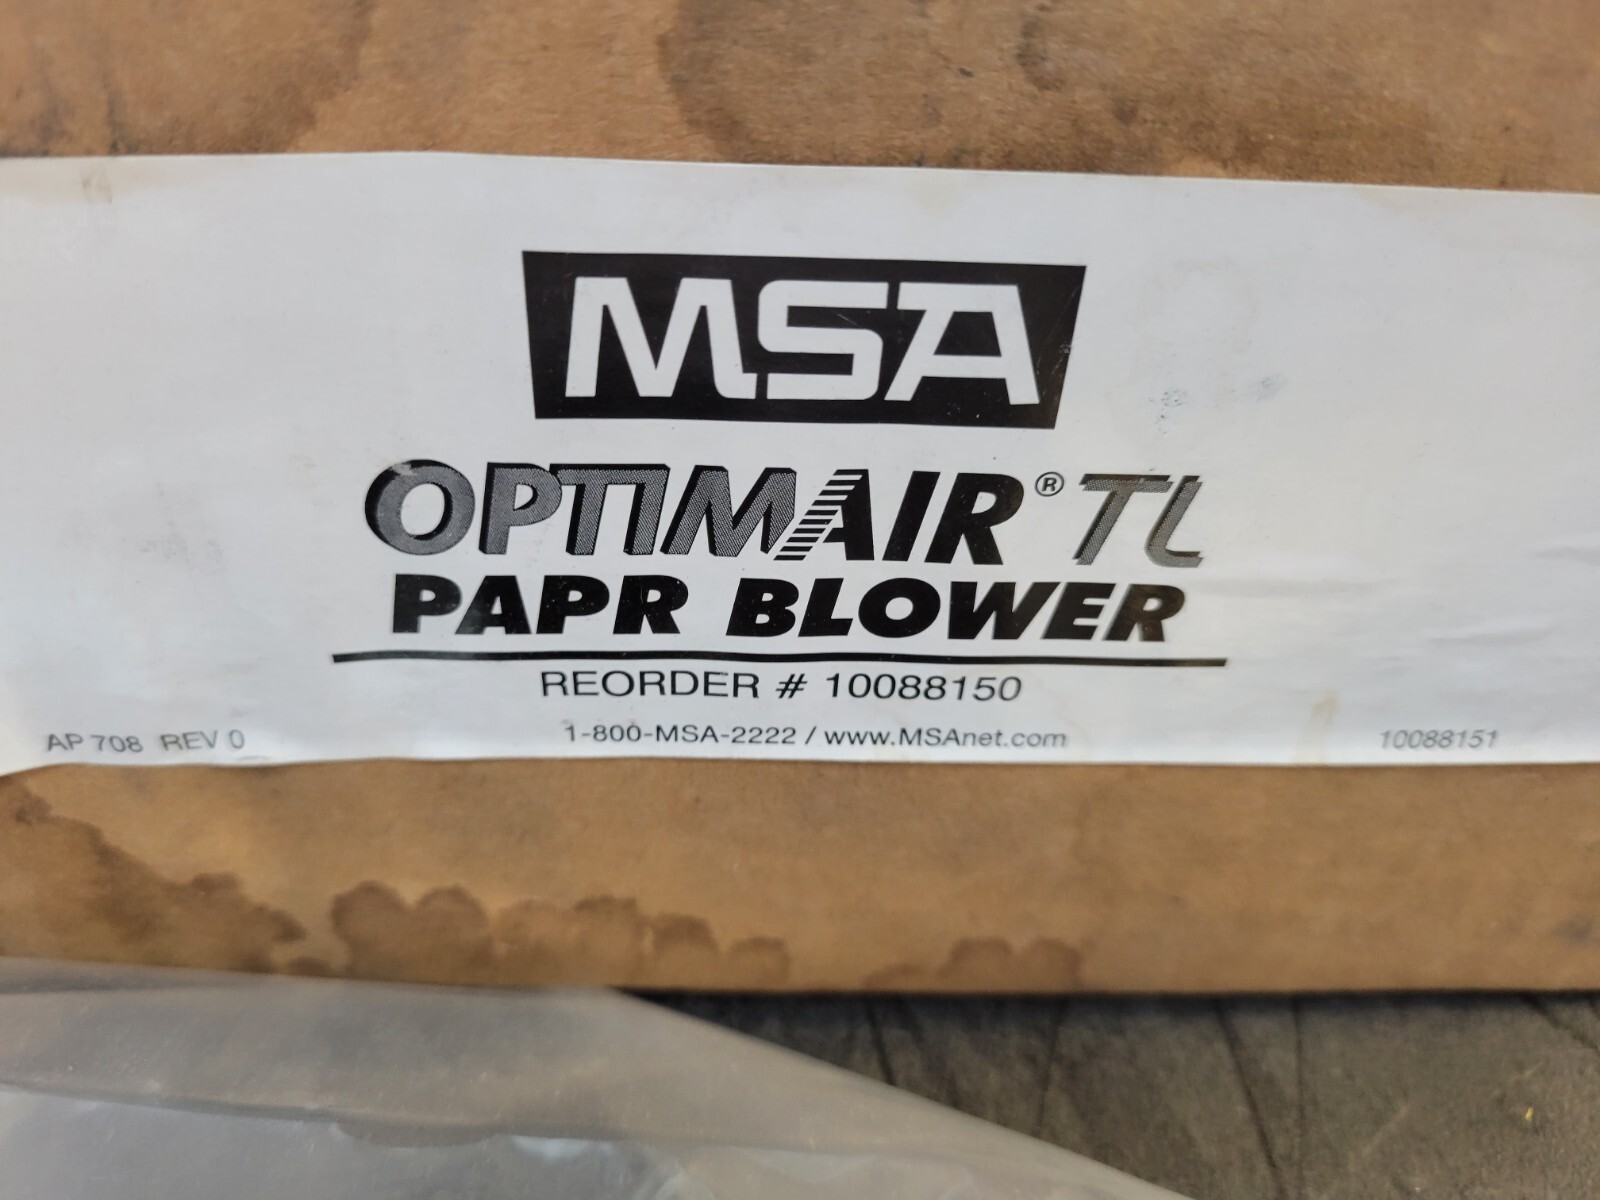 MSA
OPTIMAIR® TL
PAPR BLOWER
REORDER # 10088150
1-800-MSA-2222 / www.MSAnet.com
AP 708 REV 0
10088151